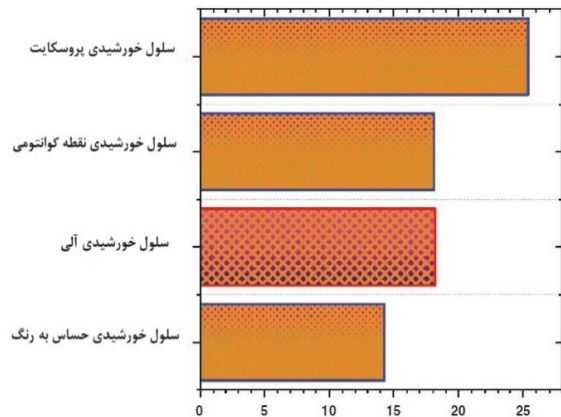 سلول خورشیدی پروسکایت
سلول خورشیدی نقطه کوانتومی
سلول خورشیدی آلی
سلول خورشیدی حساس به رنگ
0 5 10 15 20 25